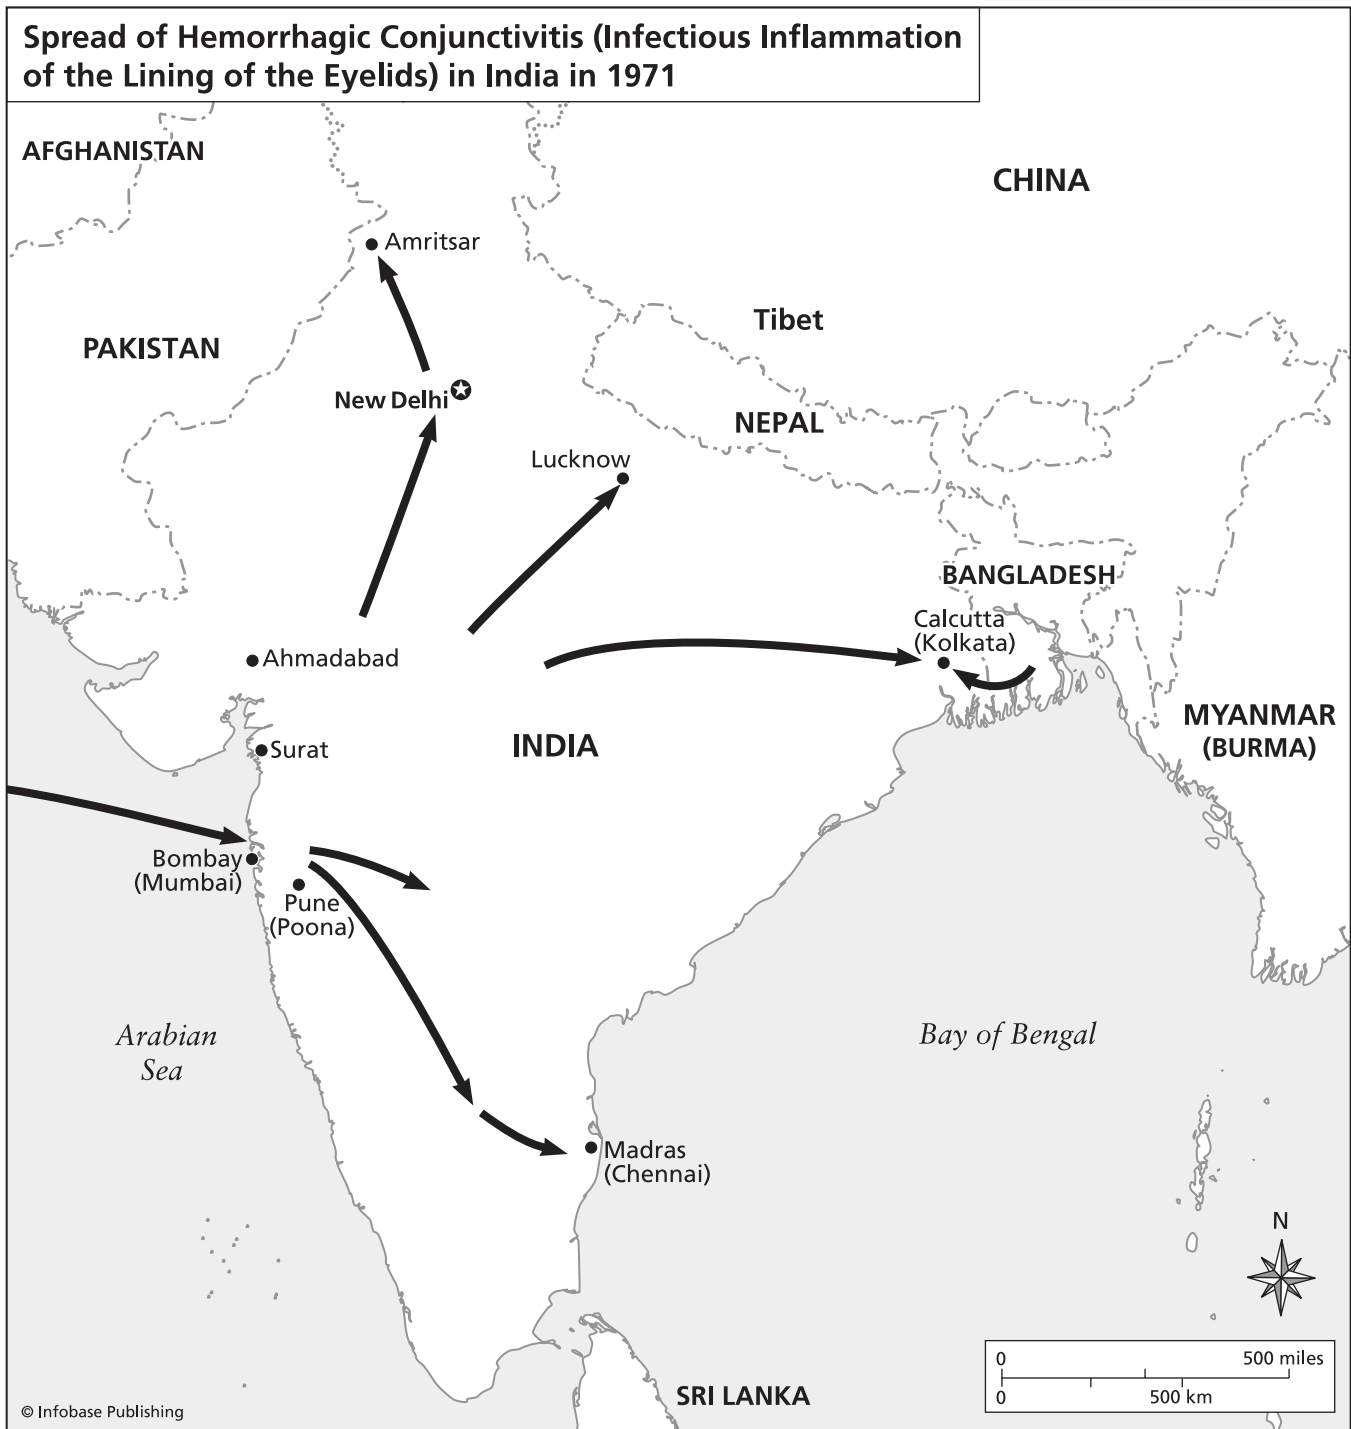 Spread of Hemorrhagic Conjunctivitis (Infectious Inflammation
of the Lining of the Eyelids) in India in 1971
AFGHANISTAN
CHINA
Amritsar
Tibet
PAKISTAN
New Delhi
NEPAL
Lucknow
BANGLADESH
Calcutta
(Kolkata)
Ahmadabad
MYANMAR
(BURMA)
INDIA
Surat
Bombay
(Mumbai)
Pune
(Poona)
Arabian
Sea
Bay of Bengal
Madras
(Chennai)
N
0
500 miles
0
500 km
SRI LANKA
© Infobase Publishing